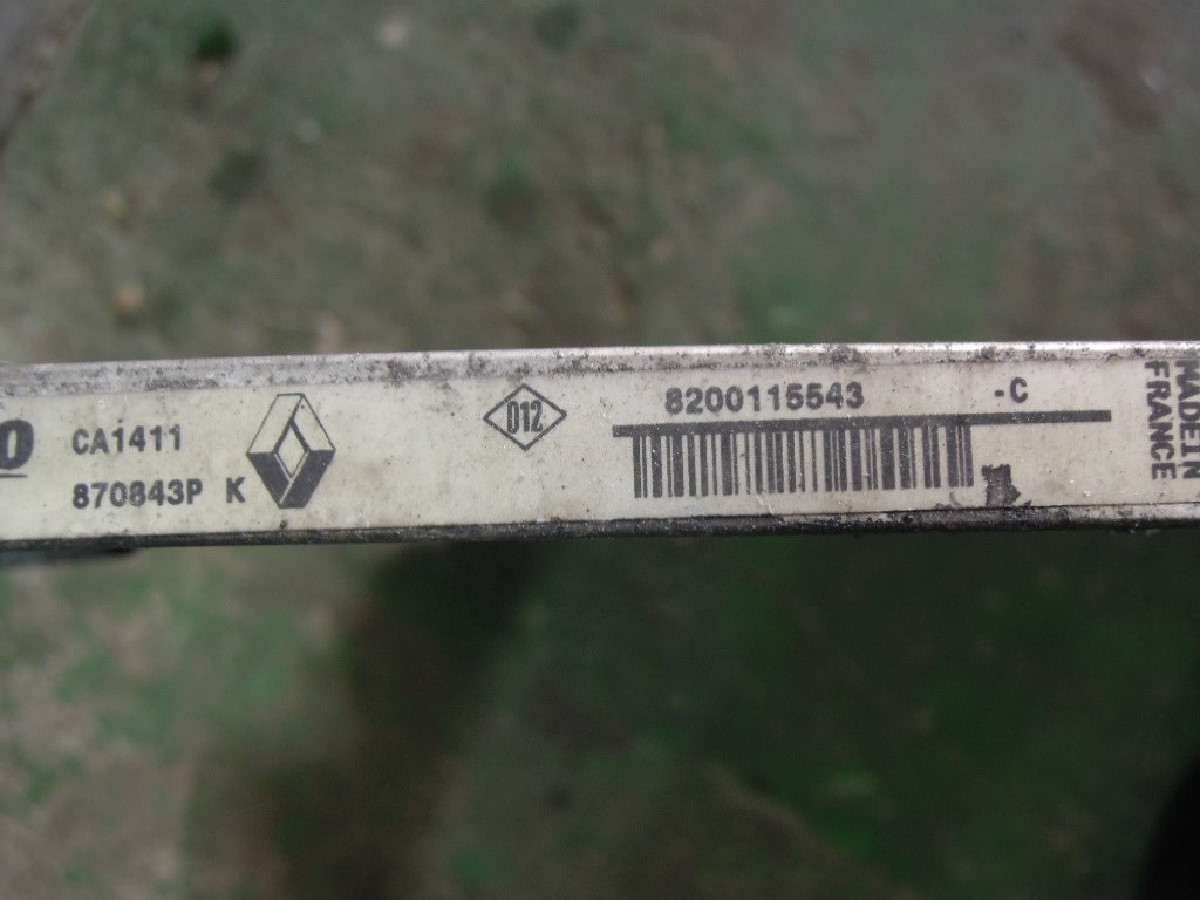 CA1411
870843P K
D12
8200115543 -C
MADE IN
FRANCE